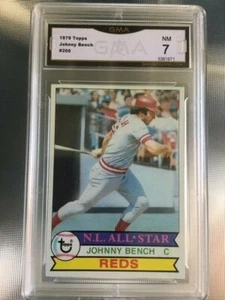 1979 Topps
Johnny Bench
#200
GMA
NM
7
N.L. ALL★STAR
JOHNNY BENCH C
REDS